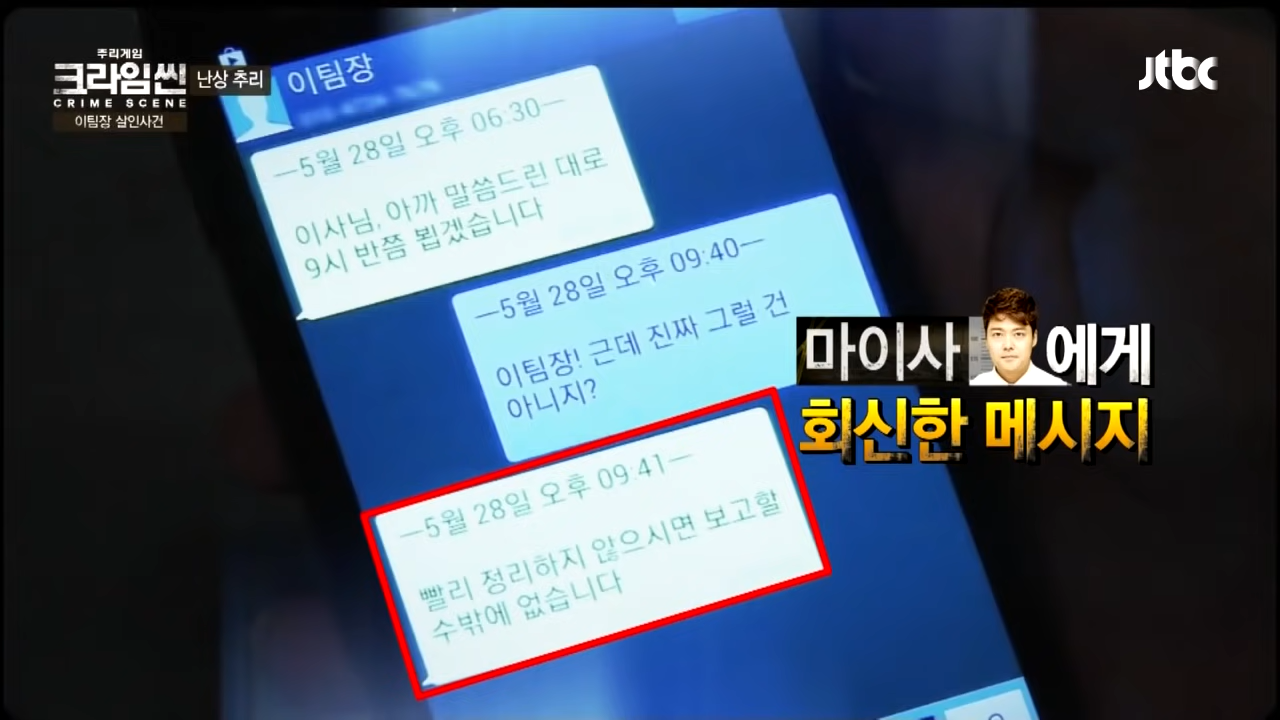 추리게임
크라임씬
CRIME SCENE
이팀장 살인사건
난상 추리
jtbc
이팀장
—5월 28일 오후 06:30—
이사님, 아까 말씀드린 대로
9시 반쯤 뵙겠습니다
—5월 28일 오후 09:40—
이팀장! 근데 진짜 그럴 건
아니지?
—5월 28일 오후 09:41—
빨리 정리하지 않으시면 보고할
수밖에 없습니다
마이사에게
회신한 메시지